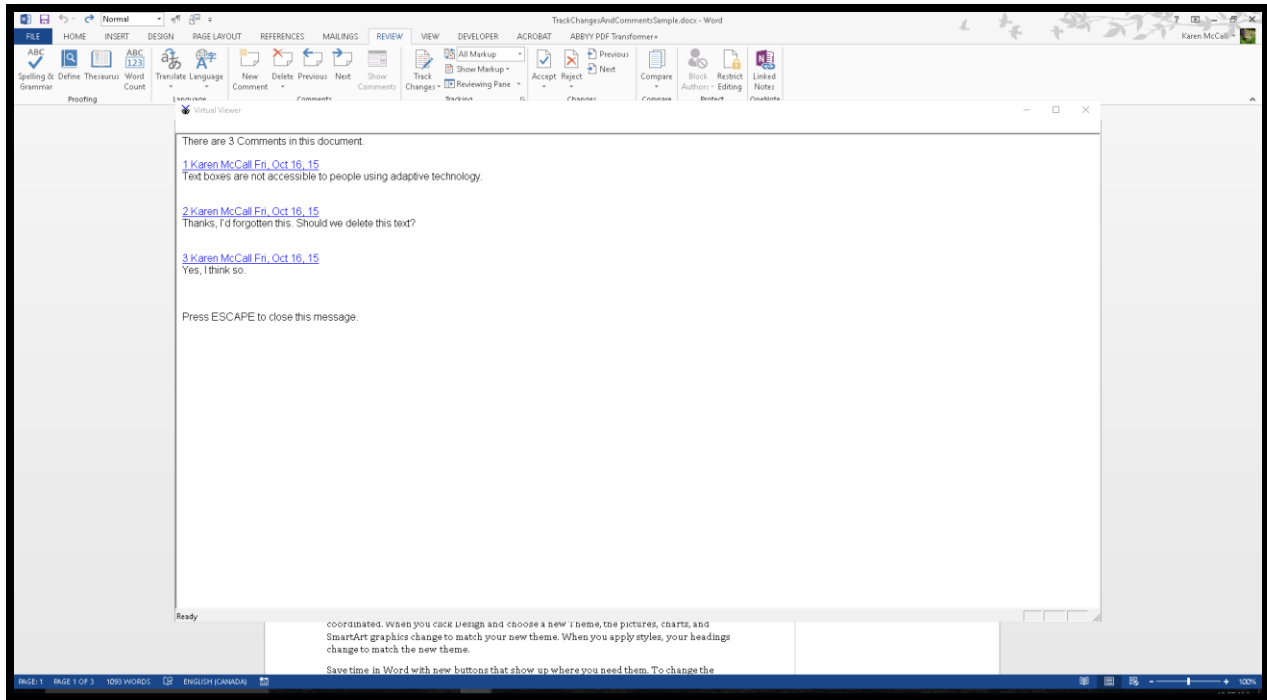 Normal
TrackChangesAndCommentsSample.docx - Word
FILE HOME INSERT DESIGN PAGE LAYOUT REFERENCES MAILINGS REVIEW VIEW DEVELOPER ACROBAT ABBYY PDF Transformer+ Karen McCall
ABC ABC 123
Spelling & Grammar Define Thesaurus Word Count Translate Language New Comment Delete Previous Next Show Comments Track Changes All Markup Show Markup Reviewing Pane Accept Reject Previous Next Compare Block Authors Restrict Editing Linked Notes
Proofing Language Comments Tracking Changes Compare Protect OneNote
Virtual Viewer
There are 3 Comments in this document.
1 Karen McCall Fri, Oct 16, 15
Text boxes are not accessible to people using adaptive technology.
2 Karen McCall Fri, Oct 16, 15
Thanks, I'd forgotten this. Should we delete this text?
3 Karen McCall Fri, Oct 16, 15
Yes, I think so.
Press ESCAPE to close this message.
Ready
coordinated. When you click Design and choose a new Theme, the pictures, charts, and
SmartArt graphics change to match your new theme. When you apply styles, your headings
change to match the new theme.
Save time in Word with new buttons that show up where you need them. To change the
PAGE: 1 PAGE 1 OF 3 1093 WORDS ENGLISH (CANADA) 100%